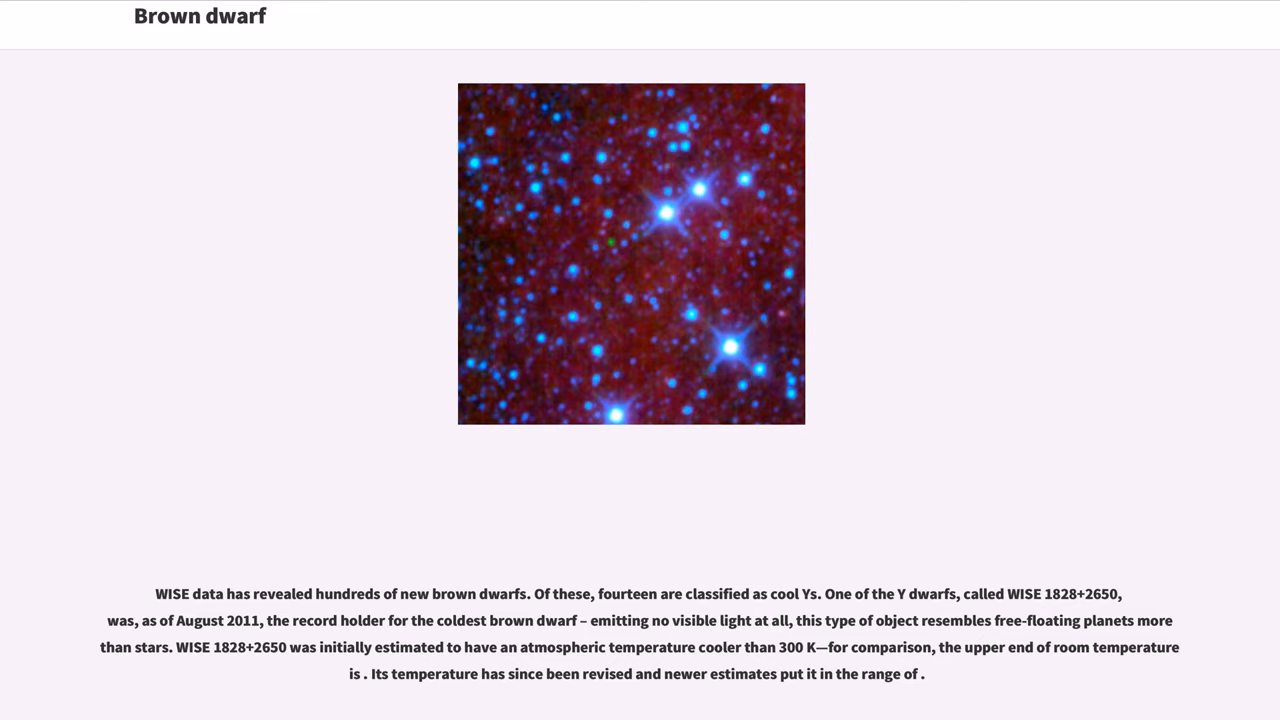 Brown dwarf
WISE data has revealed hundreds of new brown dwarfs. Of these, fourteen are classified as cool Ys. One of the Y dwarfs, called WISE 1828+2650,
was, as of August 2011, the record holder for the coldest brown dwarf – emitting no visible light at all, this type of object resembles free-floating planets more
than stars. WISE 1828+2650 was initially estimated to have an atmospheric temperature cooler than 300 K—for comparison, the upper end of room temperature
is . Its temperature has since been revised and newer estimates put it in the range of .